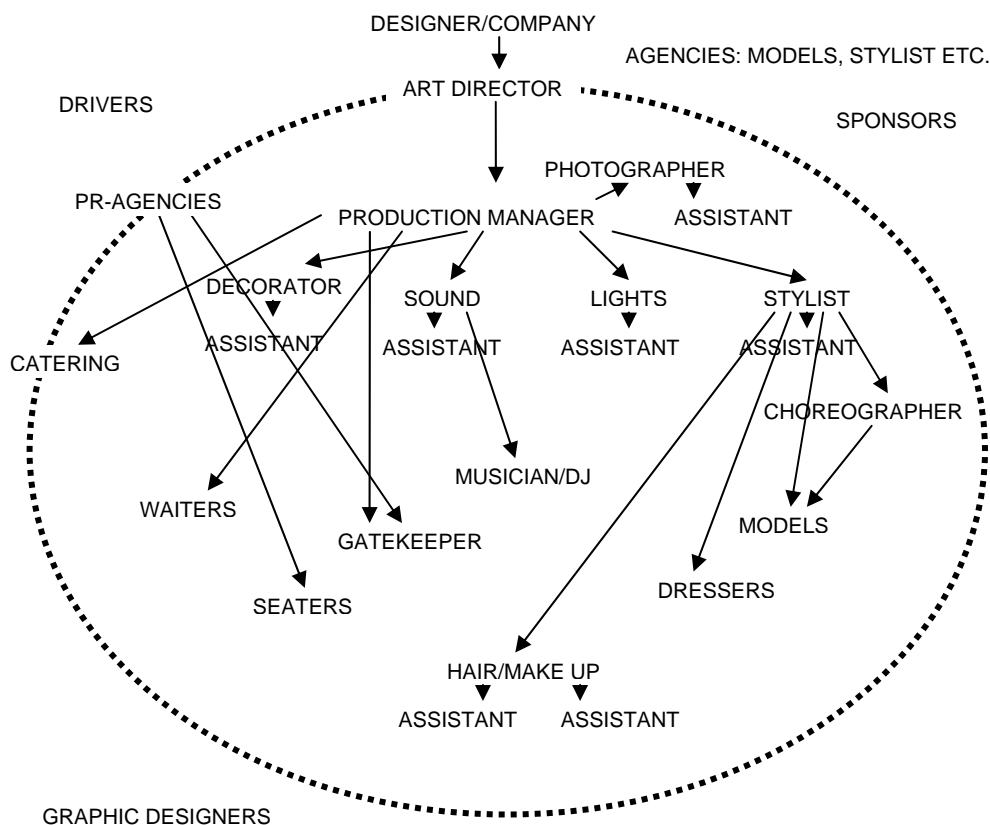 DESIGNER/COMPANY
AGENCIES: MODELS, STYLIST ETC.
ART DIRECTOR
DRIVERS
SPONSORS
PHOTOGRAPHER
PR-AGENCIES
PRODUCTION MANAGER
ASSISTANT
DECORATOR
SOUND
LIGHTS
STYLIST
ASSISTANT
ASSISTANT
ASSISTANT
ASSISTANT
CATERING
CHOREOGRAPHER
MUSICIAN/DJ
WAITERS
MODELS
GATEKEEPER
DRESSERS
SEATERS
HAIR/MAKE UP
ASSISTANT
ASSISTANT
GRAPHIC DESIGNERS